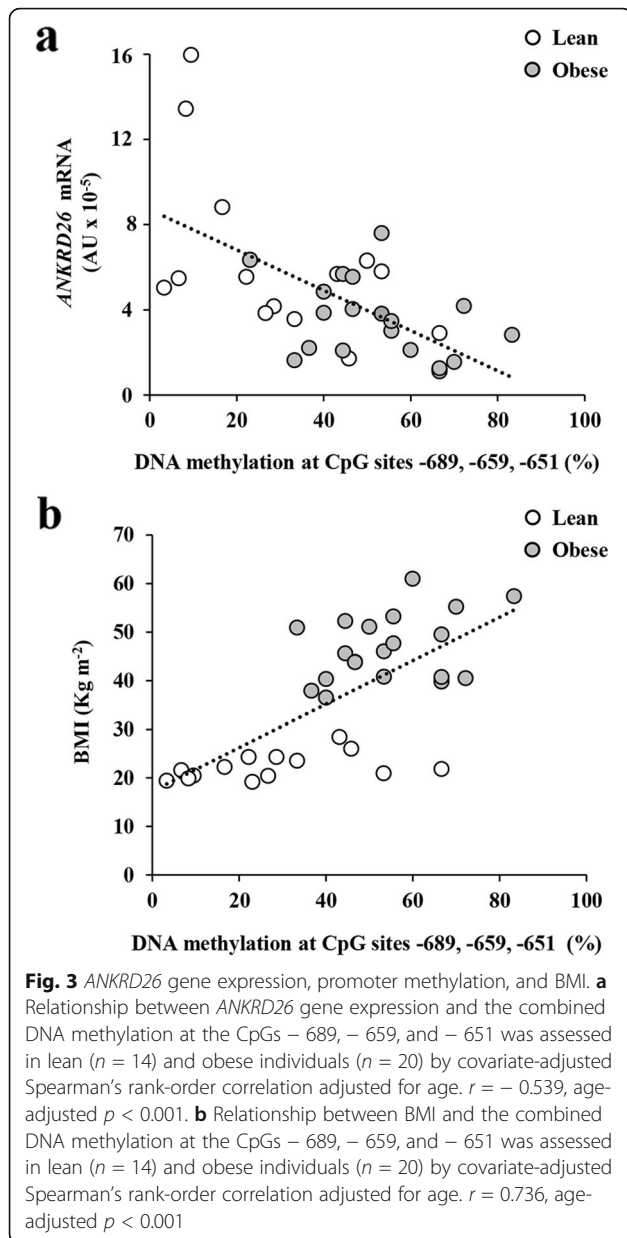 a
Lean
Obese
16
12
8
4
0
ANKRD26 mRNA
(AU x 10-5)
0 20 40 60 80 100
DNA methylation at CpG sites -689, -659, -651 (%)
b
Lean
Obese
70
60
50
40
30
20
10
0
BMI (Kg m-2)
0 20 40 60 80 100
DNA methylation at CpG sites -689, -659, -651 (%)
Fig. 3 ANKRD26 gene expression, promoter methylation, and BMI. a
Relationship between ANKRD26 gene expression and the combined
DNA methylation at the CpGs − 689, − 659, and − 651 was assessed
in lean (n = 14) and obese individuals (n = 20) by covariate-adjusted
Spearman’s rank-order correlation adjusted for age. r = − 0.539, age-
adjusted p < 0.001. b Relationship between BMI and the combined
DNA methylation at the CpGs − 689, − 659, and − 651 was assessed
in lean (n = 14) and obese individuals (n = 20) by covariate-adjusted
Spearman’s rank-order correlation adjusted for age. r = 0.736, age-
adjusted p < 0.001